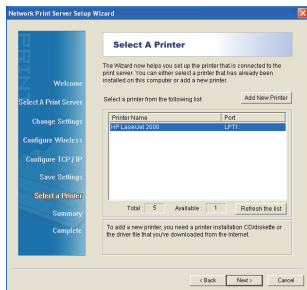 Network Print Server Setup Wizard
PRINT
Welcome
Select A Print Server
Change Settings
Configure Wireless
Configure TCP / IP
Save Settings
Select a Printer
Summary
Complete
Select A Printer
The Wizard now helps you set up the printer that is connected to the
print server. You can either select a printer that has already been
installed on this computer or add a new printer.
Select a printer from the following list
Add New Printer
Printer Name Port
HP LaserJet 2000 LPT1:
Total: 5 Available: 1 Refresh the list
To add a new printer, you need a printer installation CD/diskette or
the driver file that you've downloaded from the Internet.
< Back Next > Cancel